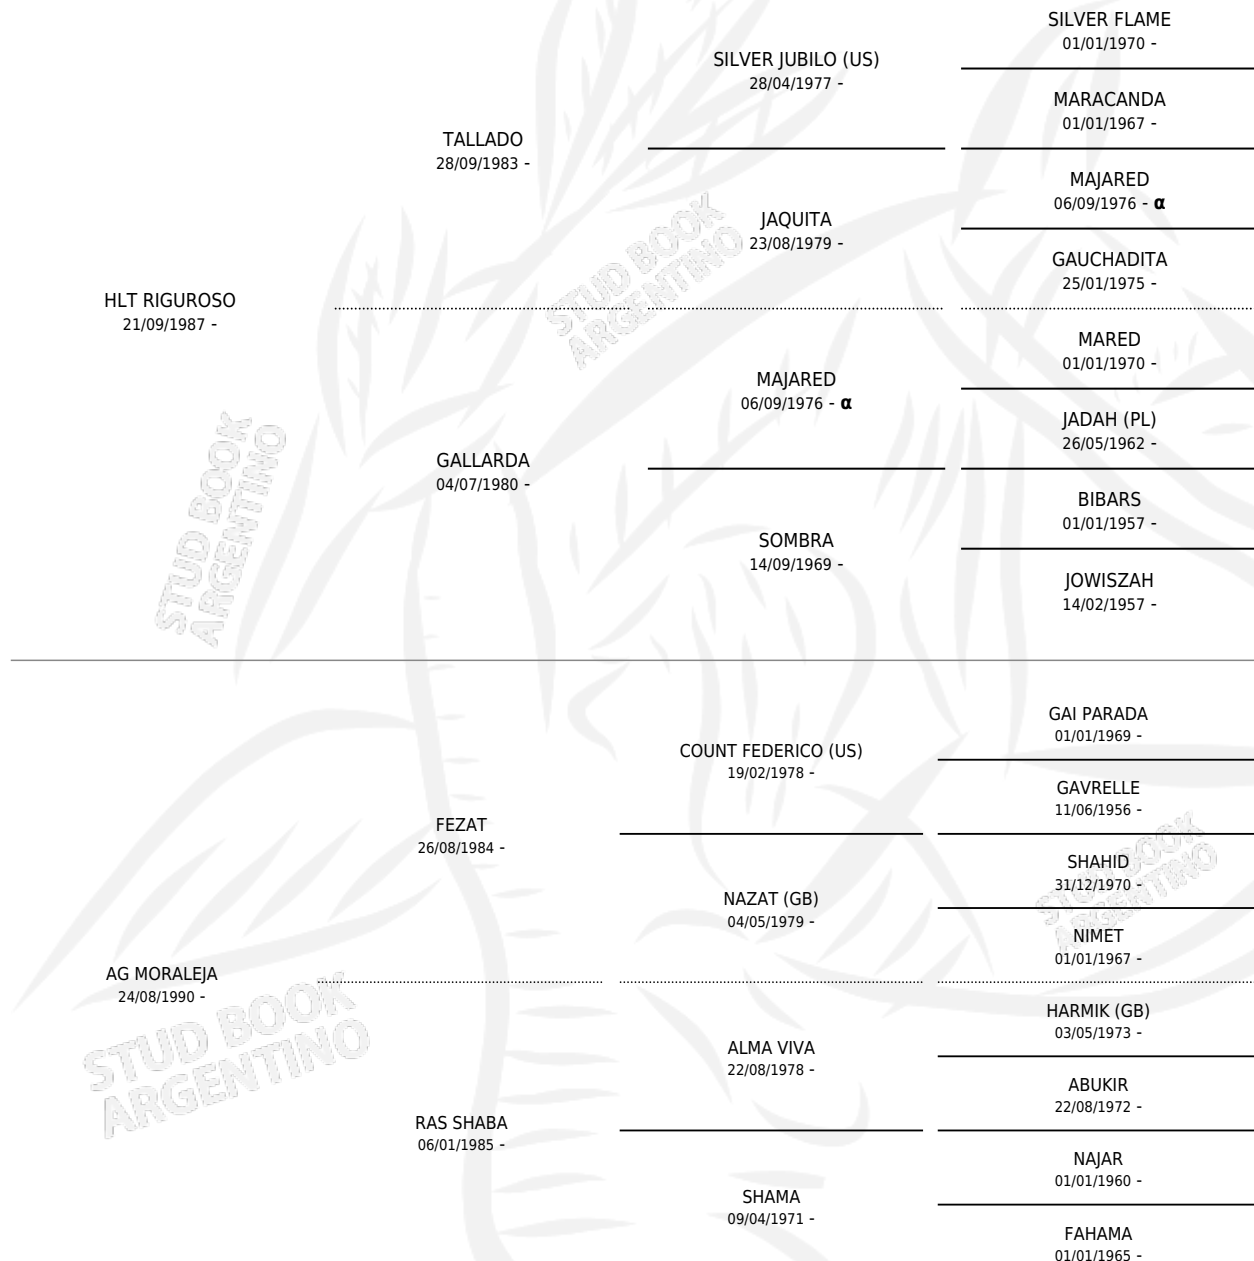 SILVER FLAME
01/01/1970 -
SILVER JUBILO (US)
28/04/1977 -
MARACANDA
01/01/1967 -
TALLADO
28/09/1983 -
MAJARED
06/09/1976 - α
JAQUITA
23/08/1979 -
GAUCHADITA
25/01/1975 -
HLT RIGUROSO
21/09/1987 -
MARED
01/01/1970 -
MAJARED
06/09/1976 - α
JADAH (PL)
26/05/1962 -
GALLARDA
04/07/1980 -
BIBARS
01/01/1957 -
SOMBRA
14/09/1969 -
JOWISZAH
14/02/1957 -
STUD BOOK
ARGENTINO
STUD BOOK
ARGENTINO
GAI PARADA
01/01/1969 -
COUNT FEDERICO (US)
19/02/1978 -
GAVRELLE
11/06/1956 -
FEZAT
26/08/1984 -
SHAHID
31/12/1970 -
NAZAT (GB)
04/05/1979 -
NIMET
01/01/1967 -
AG MORALEJA
24/08/1990 -
HARMIK (GB)
03/05/1973 -
ALMA VIVA
22/08/1978 -
ABUKIR
22/08/1972 -
RAS SHABA
06/01/1985 -
NAJAR
01/01/1960 -
SHAMA
09/04/1971 -
FAHAMA
01/01/1965 -
STUD BOOK
ARGENTINO
STUD BOOK
ARGENTINO